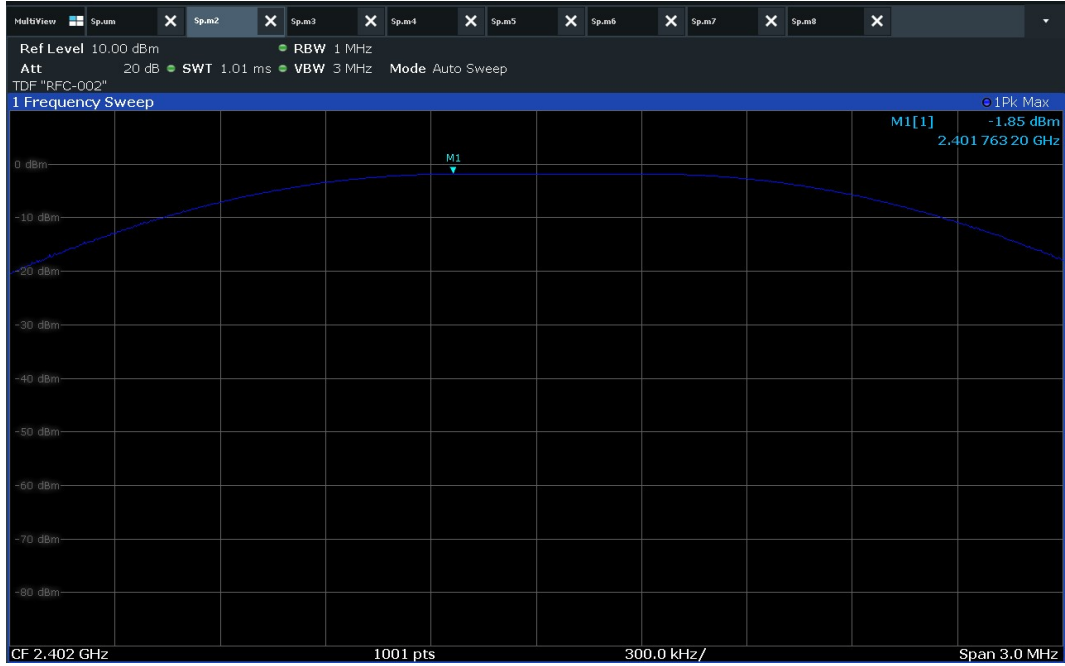 MultiView Sp.um Sp.m2 Sp.m3 Sp.m4 Sp.m5 Sp.m6 Sp.m7 Sp.m8
Ref Level 10.00 dBm RBW 1 MHz
Att 20 dB SWT 1.01 ms VBW 3 MHz Mode Auto Sweep
TDF "RFC-002"
1 Frequency Sweep 1Pk Max
M1[1] -1.85 dBm
2.401 763 20 GHz
M1
0 dBm
-10 dBm
-20 dBm
-30 dBm
-40 dBm
-50 dBm
-60 dBm
-70 dBm
-80 dBm
CF 2.402 GHz 1001 pts 300.0 kHz/ Span 3.0 MHz